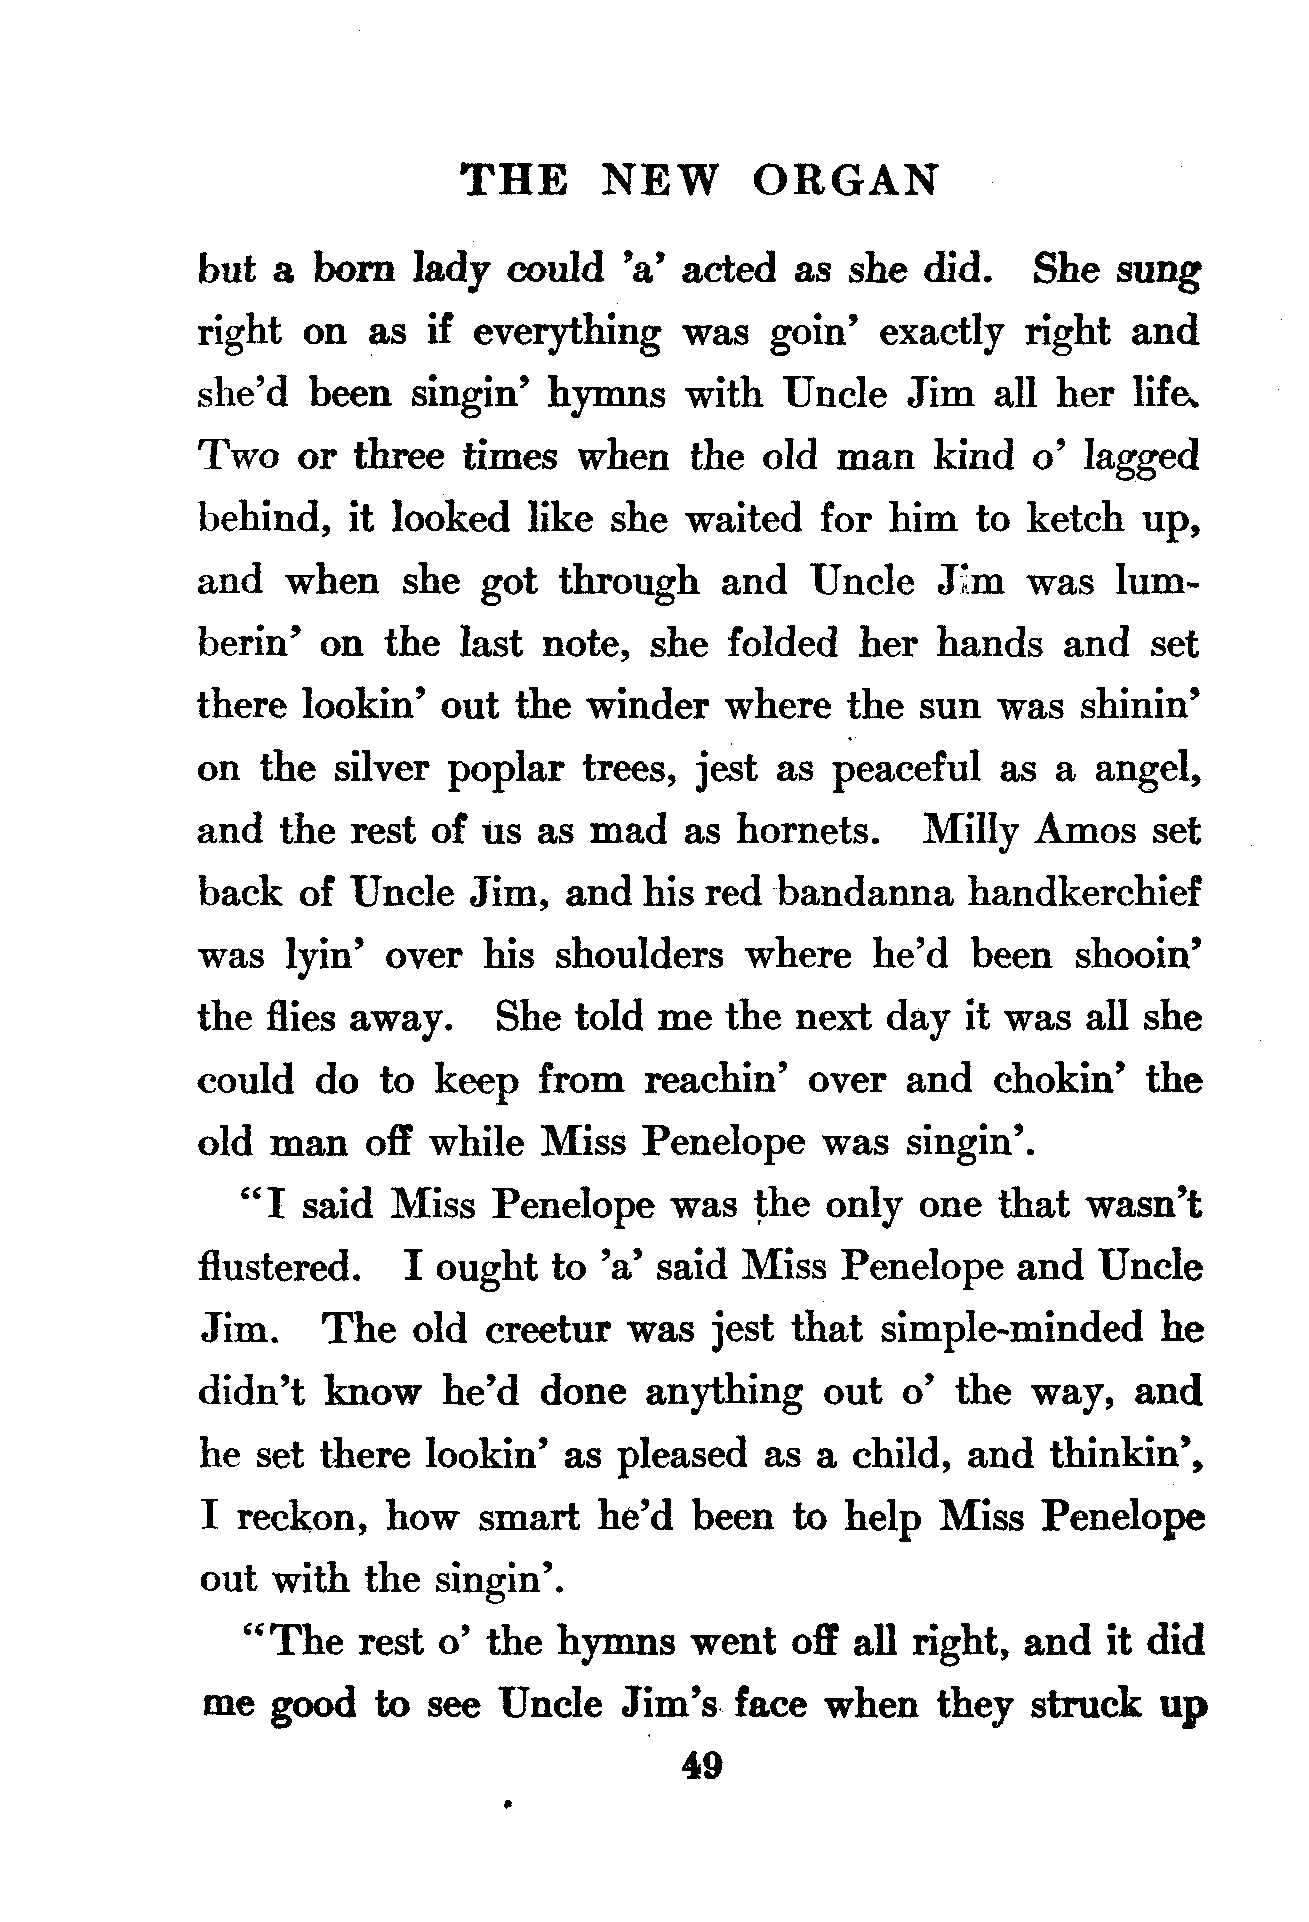 THE NEW ORGAN
but a born lady could 'a' acted as she did. She sung
right on as if everything was goin' exactly right and
she'd been singin' hymns with Uncle Jim all her life.
Two or three times when the old man kind o' lagged
behind, it looked like she waited for him to ketch up,
and when she got through and Uncle Jim was lum-
berin' on the last note, she folded her hands and set
there lookin' out the winder where the sun was shinin'
on the silver poplar trees, jest as peaceful as a angel,
and the rest of us as mad as hornets. Milly Amos set
back of Uncle Jim, and his red bandanna handkerchief
was lyin' over his shoulders where he'd been shooin'
the flies away. She told me the next day it was all she
could do to keep from reachin' over and chokin' the
old man off while Miss Penelope was singin'.
"I said Miss Penelope was the only one that wasn't
flustered. I ought to 'a' said Miss Penelope and Uncle
Jim. The old creetur was jest that simple-minded he
didn't know he'd done anything out o' the way, and
he set there lookin' as pleased as a child, and thinkin',
I reckon, how smart he'd been to help Miss Penelope
out with the singin'.
"The rest o' the hymns went off all right, and it did
me good to see Uncle Jim's face when they struck up
49